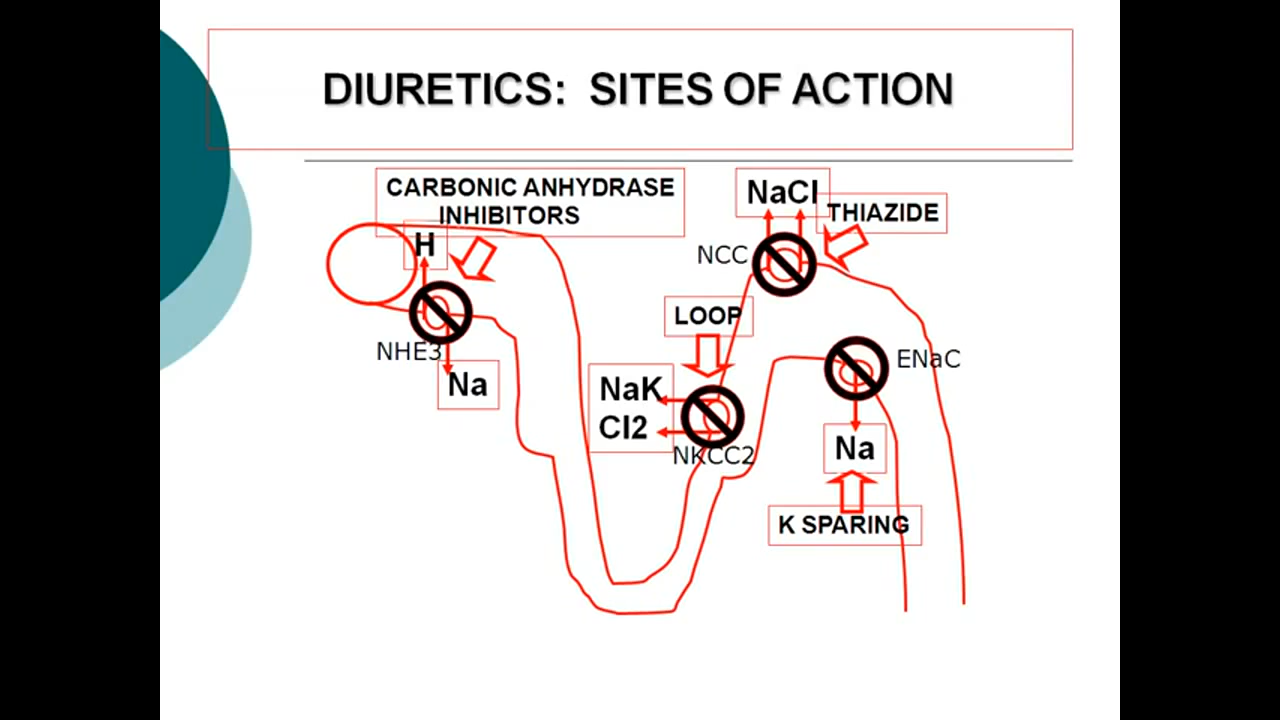 DIURETICS: SITES OF ACTION
CARBONIC ANHYDRASE
INHIBITORS
H
NHE3
Na
NaCl
THIAZIDE
NCC
LOOP
NaK
Cl2
NKCC2
ENaC
Na
K SPARING